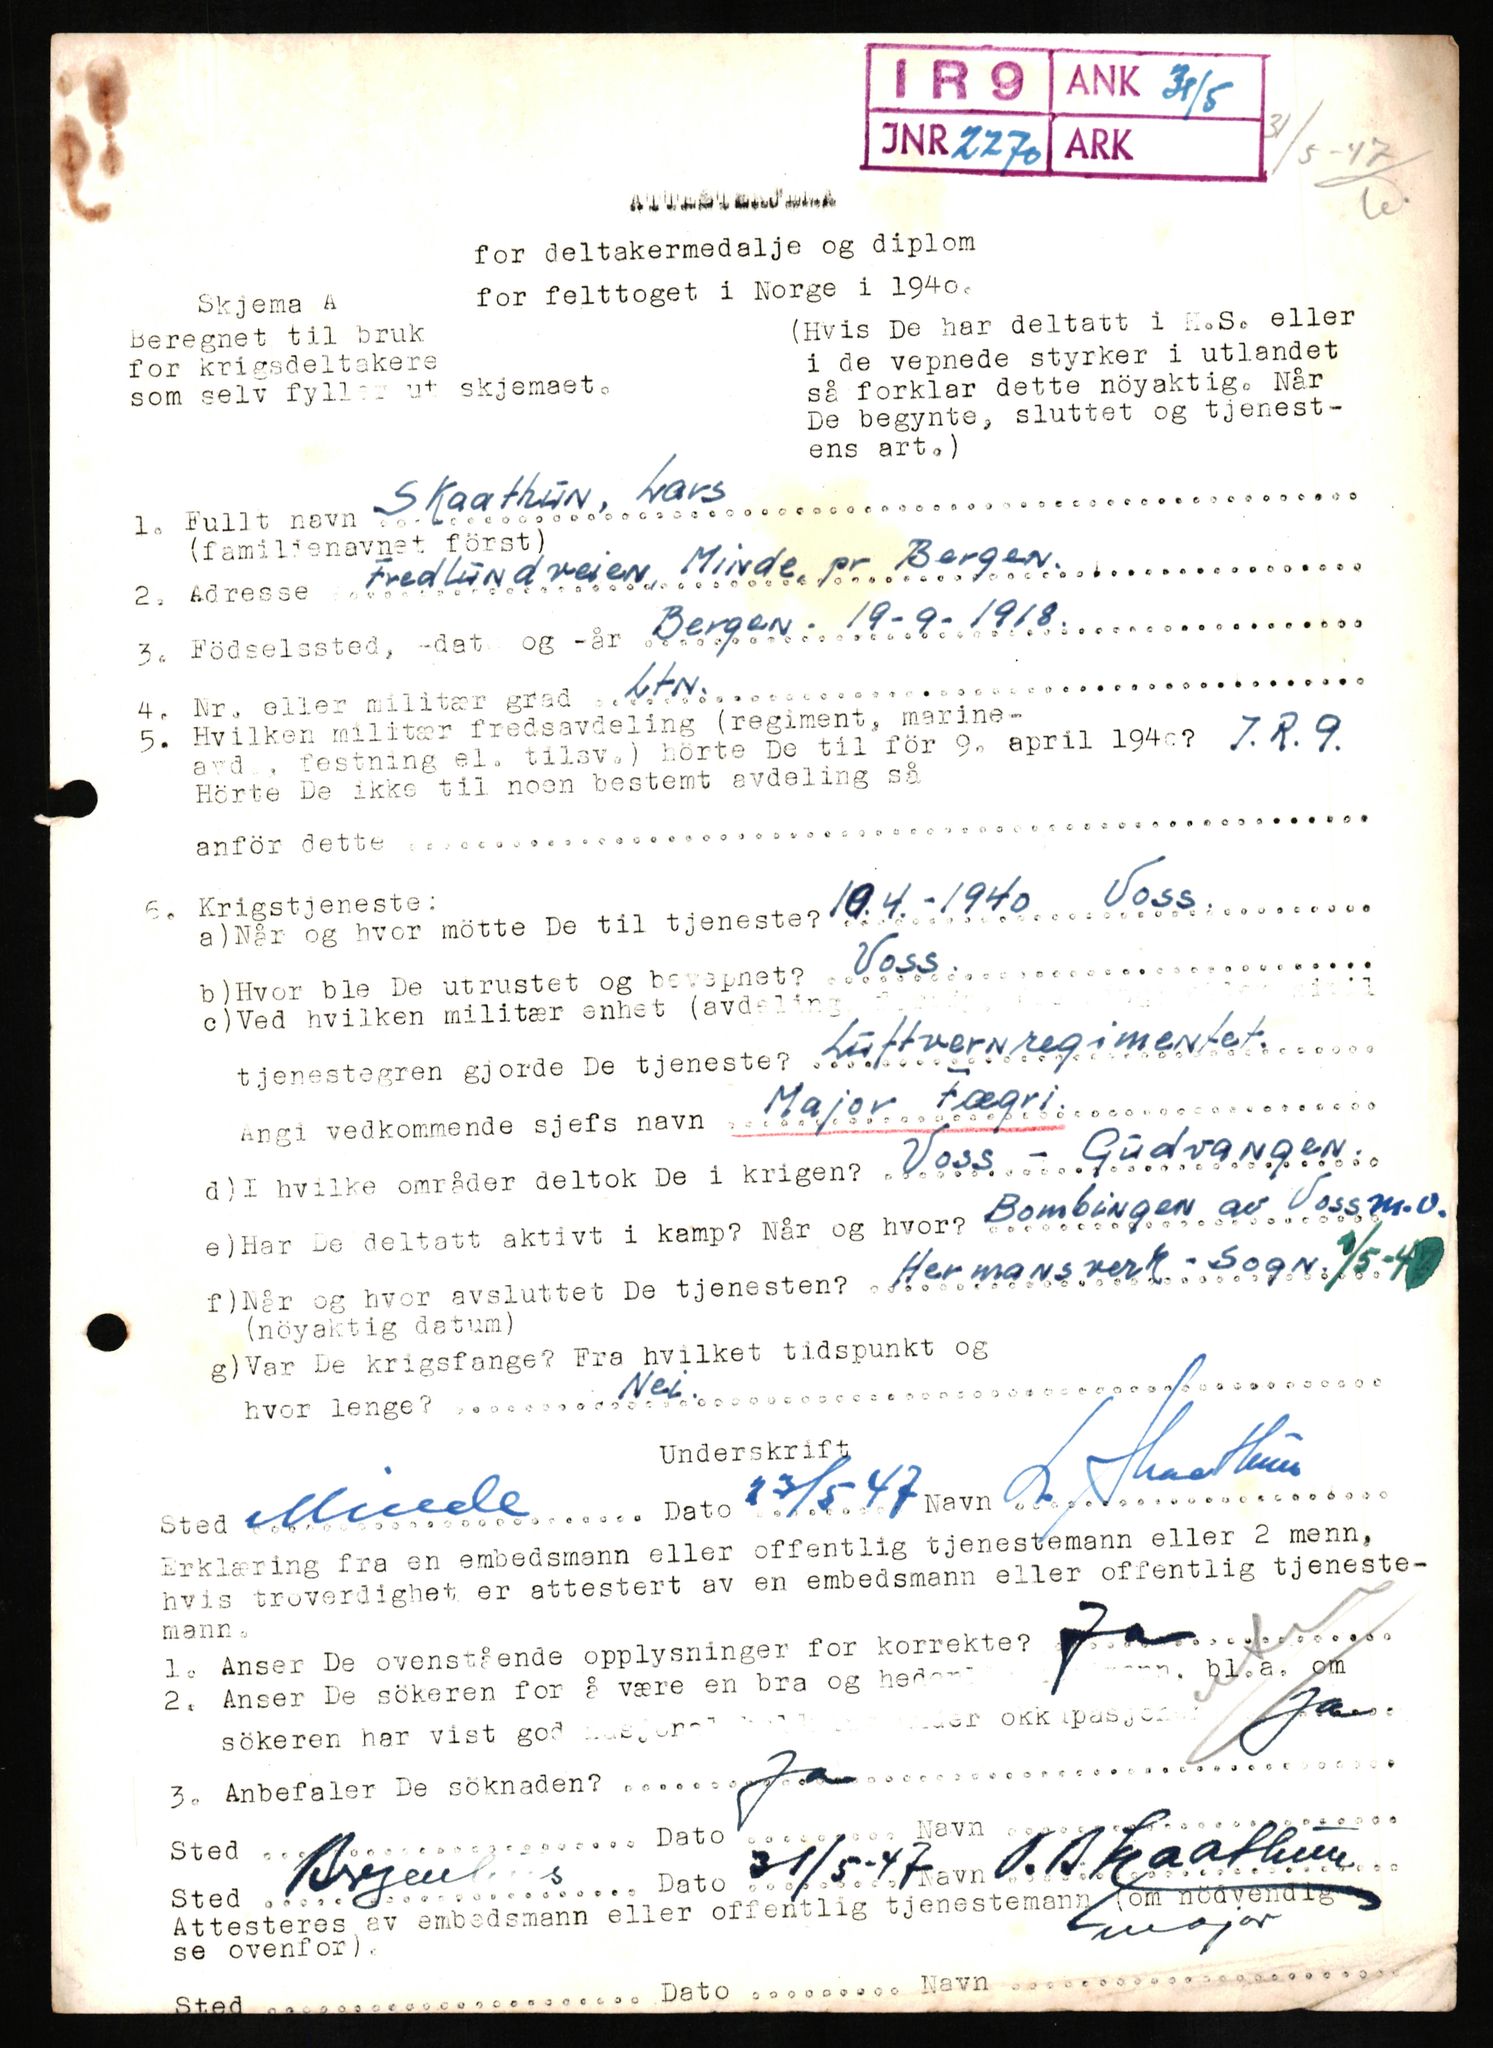 I R 9 ANK 31/5
JNR 2270 ARK
31/5-47
for deltakermedalje og diplom
Skjema A for felttoget i Norge i 1940.
Beregnet til bruk
for krigsdeltakere
som selv fyller ut skjemaet.
(Hvis De har deltatt i H.S. eller
i de vepnede styrker i utlandet
så forklar dette nöyaktig. Når
De begynte, sluttet og tjenest-
ens art.)
1. Fullt navn Skaathun, Lars
(familienavnet först)
2. Adresse Fredlundveien, Minde, pr Bergen.
3. Födselssted, -dat og -år Bergen. 19-9-1918.
4. Nr. eller militær grad Ltn.
5. Hvilken militær fredsavdeling (regiment, marine-
avd., festning el. tilsv.) hörte De til för 9. april 1940? I.R.9.
Hörte De ikke til noen bestemt avdeling så
anför dette
6. Krigstjeneste:
a)Når og hvor mötte De til tjeneste? 10.4.-1940 Voss.
b)Hvor ble De utrustet og bevepnet? Voss.
c)Ved hvilken militær enhet (avdeling
tjenestegren gjorde De tjeneste? Luftvernregimentet.
Angi vedkommende sjefs navn Major Fægri.
d)I hvilke områder deltok De i krigen? Voss - Gudvangen.
e)Har De deltatt aktivt i kamp? Når og hvor? Bombingen av Voss m.v.
f)Når og hvor avsluttet De tjenesten? Hermansverk - Sogn. 1/5-40
(nöyaktig datum)
g)Var De krigsfange? Fra hvilket tidspunkt og
hvor lenge? Nei.
Underskrift
Sted Minde Dato 23/5-47 Navn L. Skaathun
Erklæring fra en embedsmann eller offentlig tjenestemann eller 2 menn,
hvis troverdighet er attestert av en embedsmann eller offentlig tjeneste-
mann.
1. Anser De ovenstående opplysninger for korrekte? Ja
2. Anser De sökeren for å være en bra og bl.a. om
sökeren har vist god okkupasjonen Ja
3. Anbefaler De söknaden? Ja
Sted Dato Navn
Sted Bergenhus Dato 31/5-47 Navn Skaathun
Attesteres av embedsmann eller offentlig tjenestemann (om nödvendig
major
se ovenfor).
Sted Dato Navn